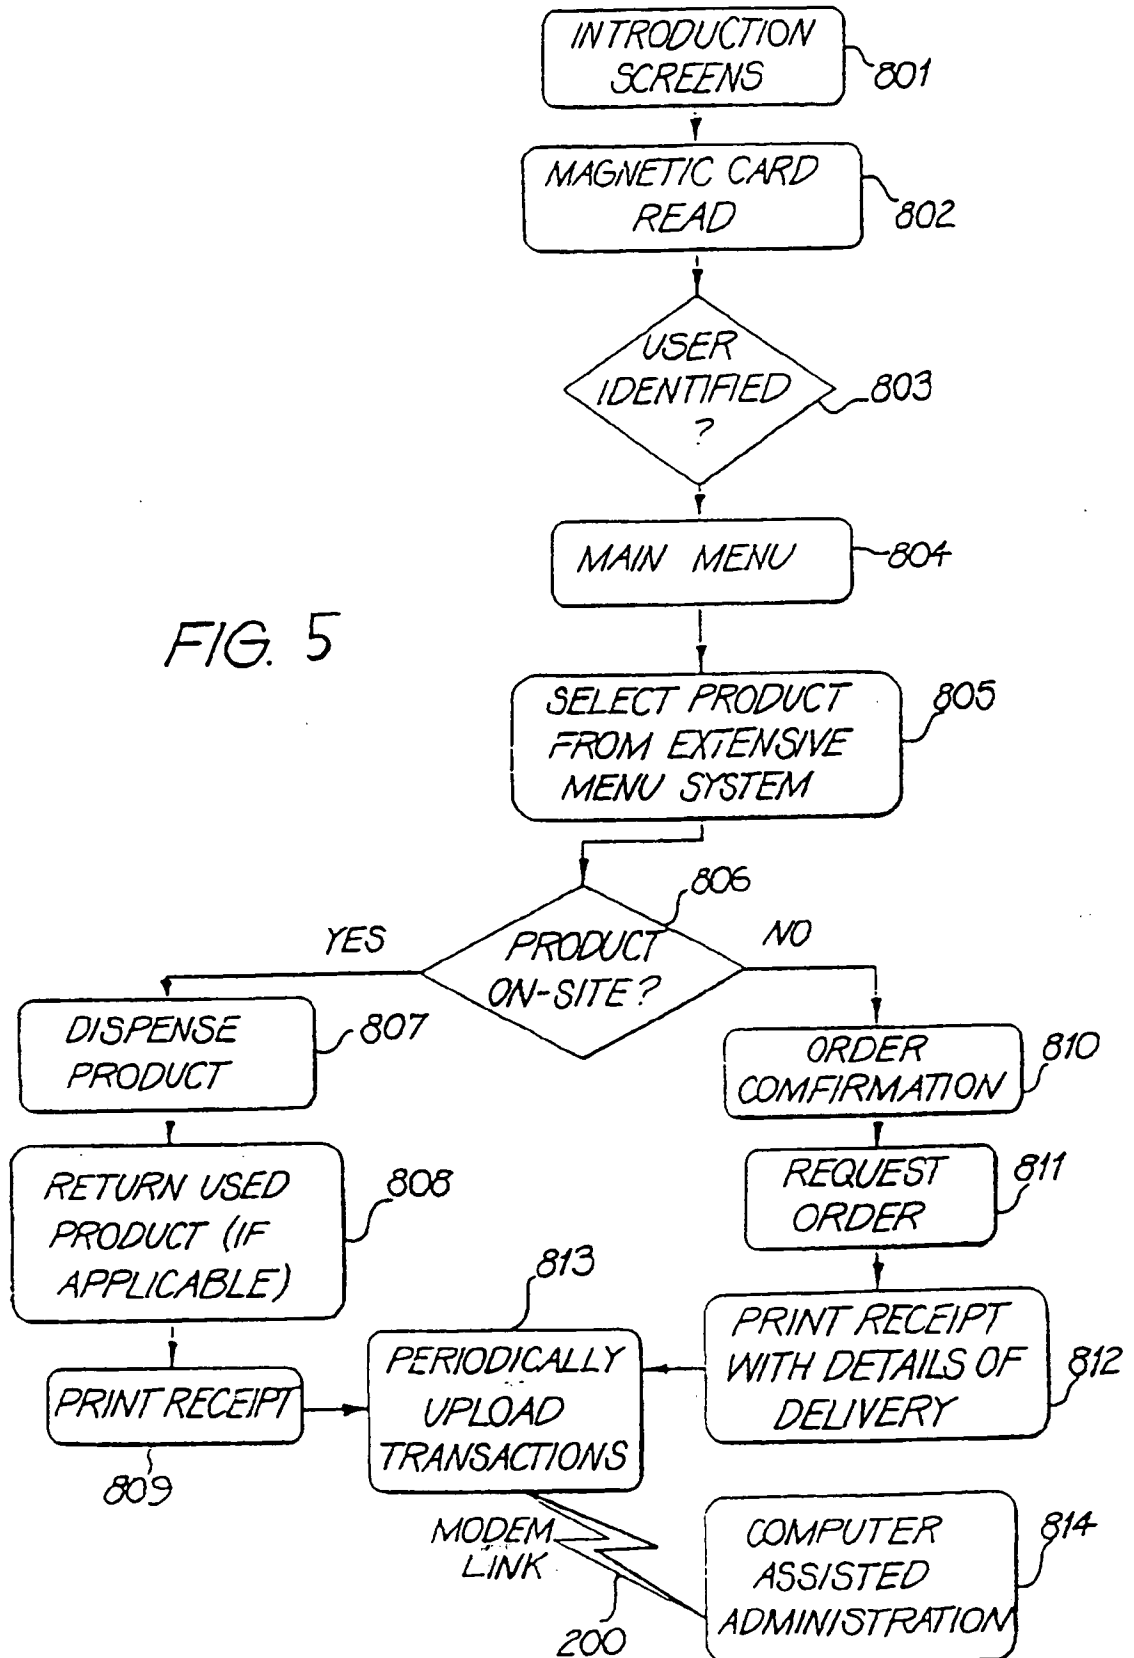 INTRODUCTION
SCREENS
801
MAGNETIC CARD
READ
802
USER
IDENTIFIED
?
803
MAIN MENU
804
FIG. 5
SELECT PRODUCT
FROM EXTENSIVE
MENU SYSTEM
805
806
PRODUCT
ON-SITE?
YES
NO
DISPENSE
PRODUCT
807
ORDER
COMFIRMATION
810
RETURN USED
PRODUCT (IF
APPLICABLE)
808
REQUEST
ORDER
811
813
PRINT RECEIPT
809
PERIODICALLY
UPLOAD
TRANSACTIONS
PRINT RECEIPT
WITH DETAILS OF
DELIVERY
812
MODEM
LINK
200
COMPUTER
ASSISTED
ADMINISTRATION
814